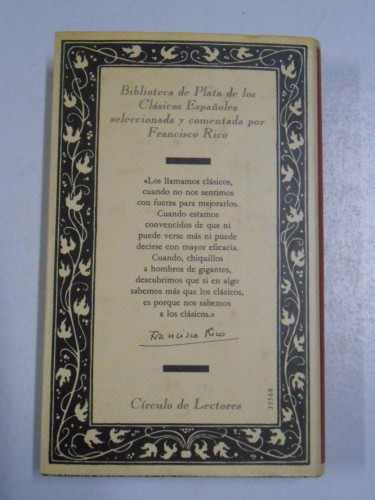 Biblioteca de Plata de los
Clásicos Españoles
seleccionada y comentada por
Francisco Rico
«Los llamamos clásicos,
cuando no nos sentimos
con fuerza para mejorarlos.
Cuando estamos
convencidos de que ni
puede verse más ni puede
decirse con mayor eficacia.
Cuando, chiquillos
a hombros de gigantes,
descubrimos que si en algo
sabemos más que los clásicos,
es porque nos sabemos
a los clásicos.»
Francisco Rico
Círculo de Lectores
35568